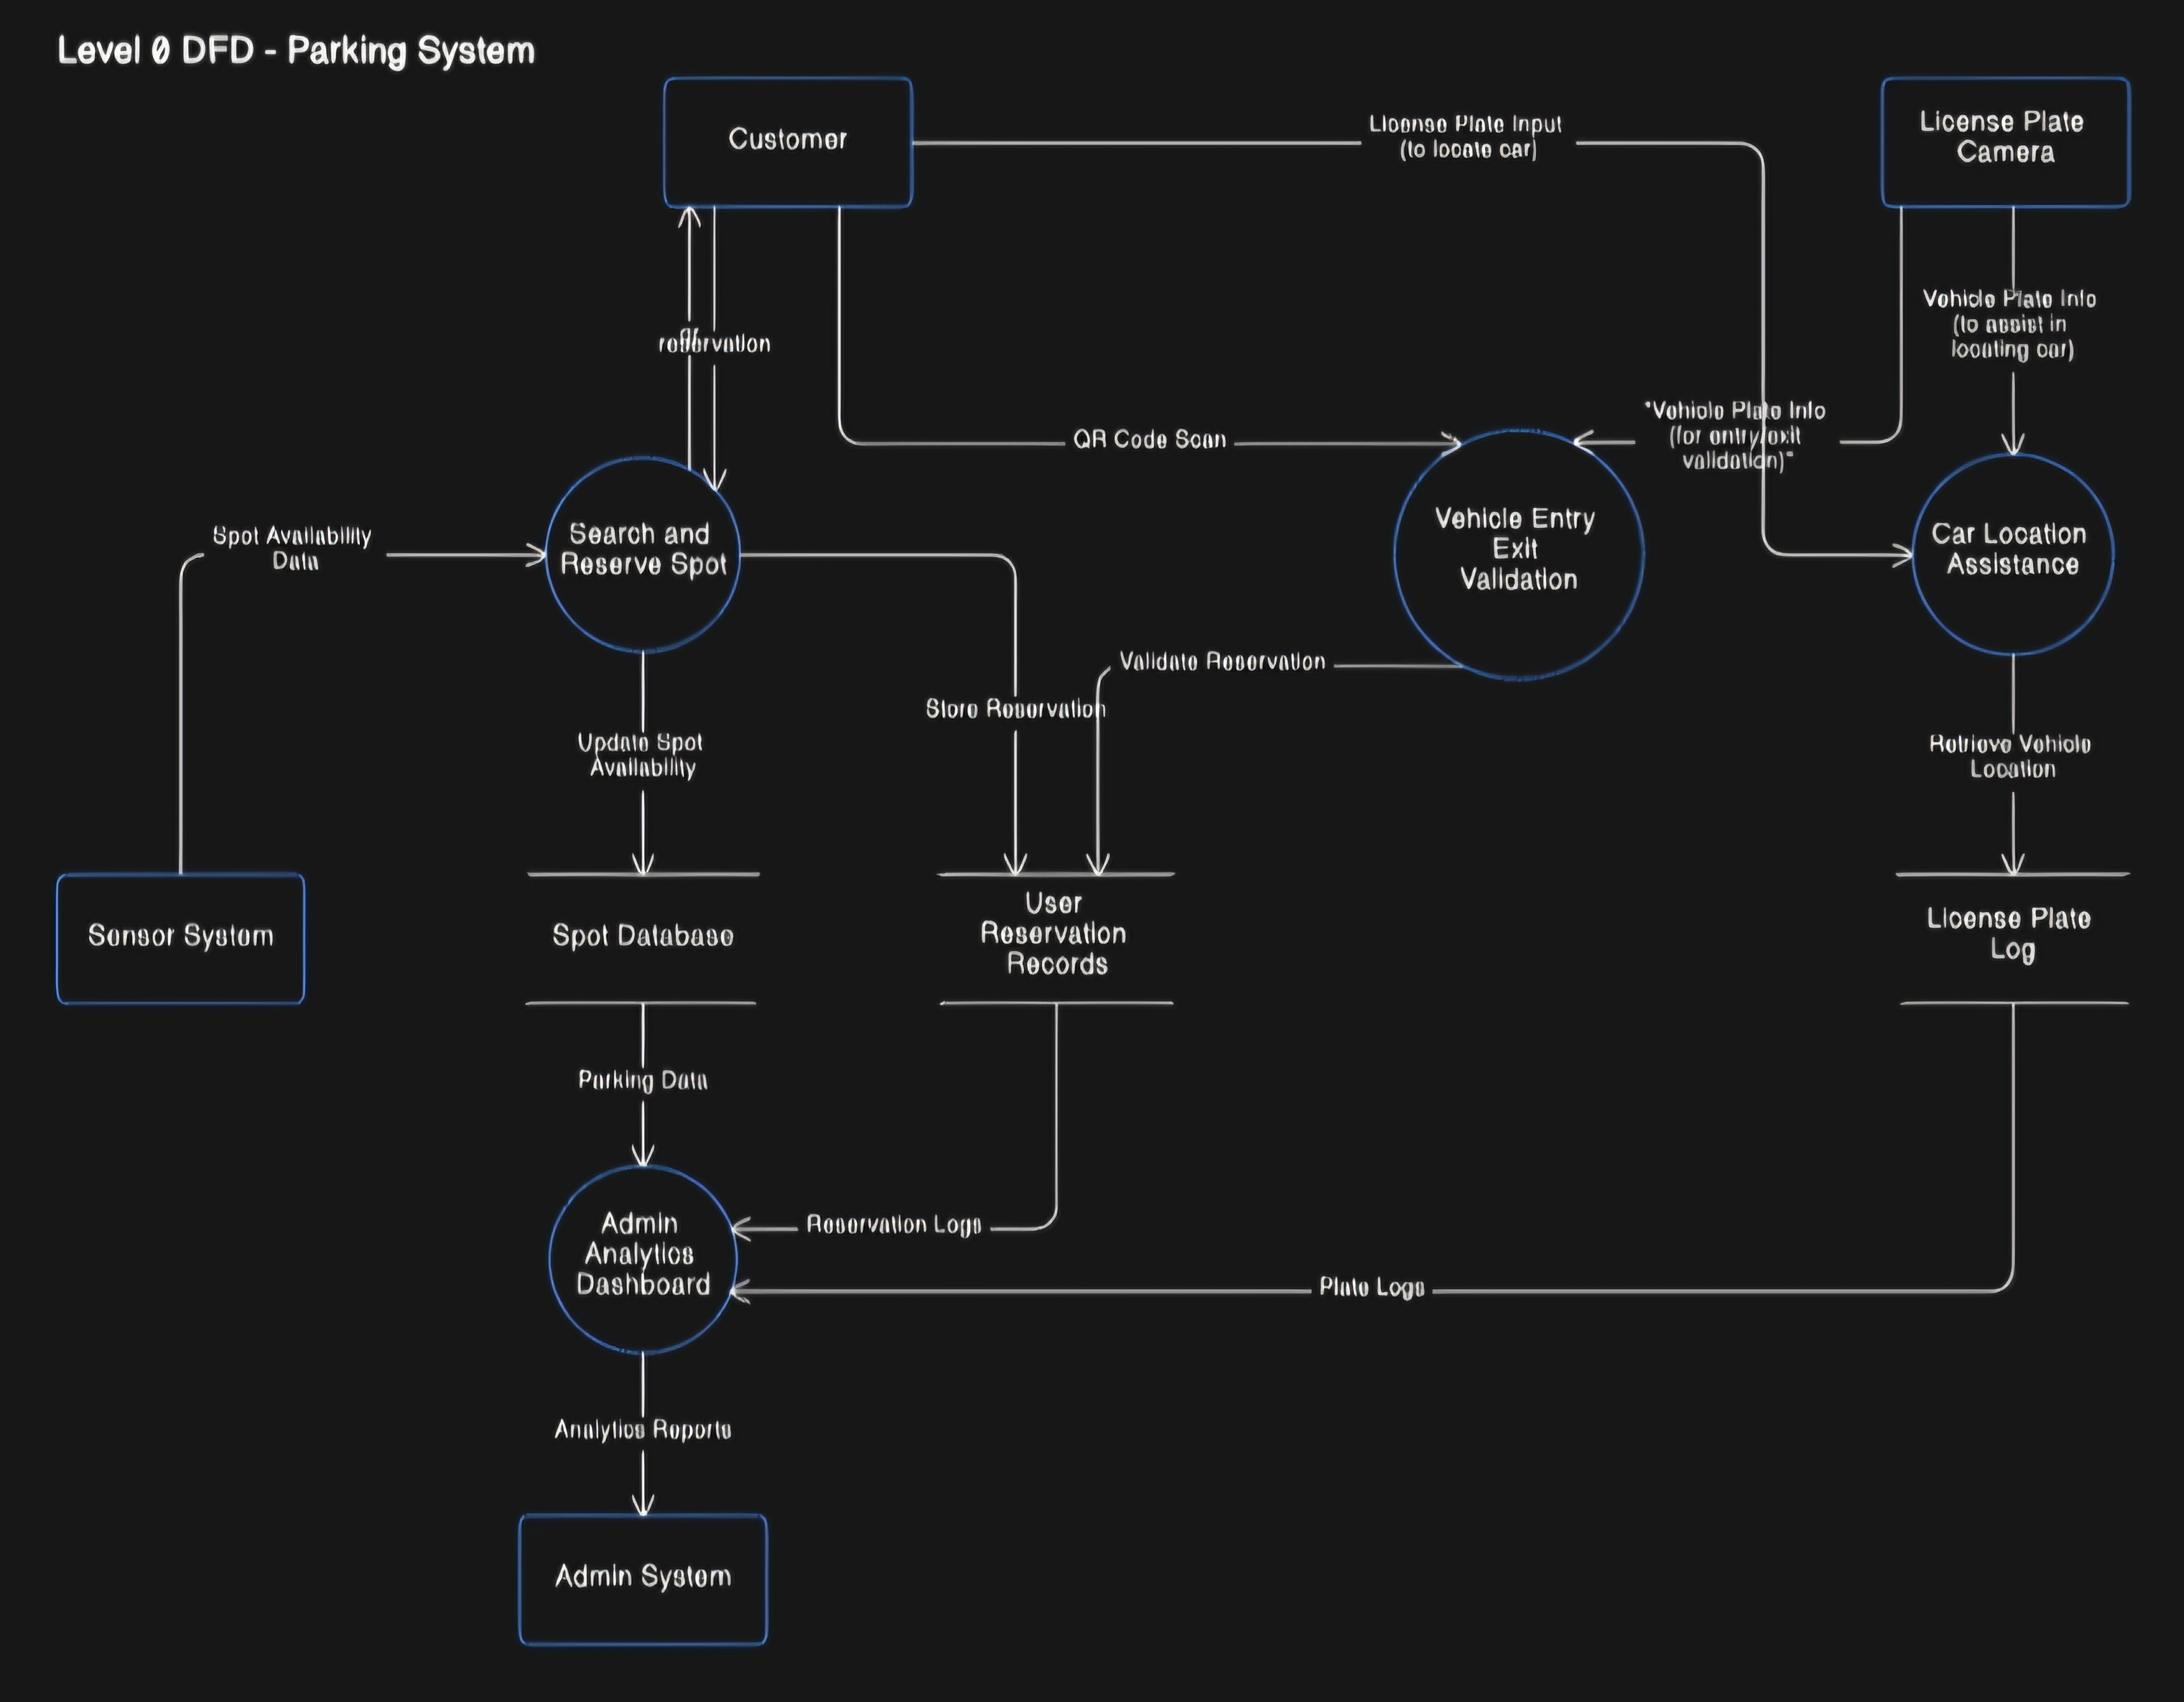 Level 0 DFD - Parking System
Customer
License Plate Input
(to locate car)
License Plate
Camera
Vehicle Plate Info
(to assist in
locating car)
reservation
QR Code Scan
"Vehicle Plate Info
(for entry/exit
validation)"
Search and
Reserve Spot
Vehicle Entry
Exit
Validation
Car Location
Assistance
Spot Availability
Data
Validate Reservation
Store Reservation
Update Spot
Availability
Retrieve Vehicle
Location
Sensor System
Spot Database
User
Reservation
Records
License Plate
Log
Parking Data
Admin
Analytics
Dashboard
Reservation Logs
Plate Logs
Analytics Reports
Admin System